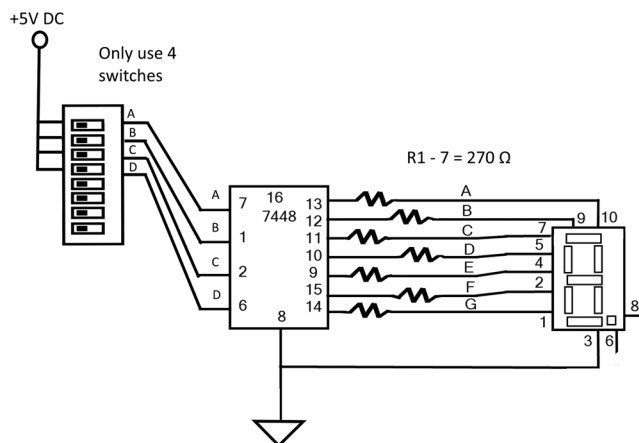 +5V DC
Only use 4
switches
A
B
C
D
R1 - 7 = 270 Ω
A
B
C
D
7
1
2
6
16
7448
8
13
12
11
10
9
15
14
A
B
C
D
E
F
G
9
10
7
5
4
2
1
3
6
8